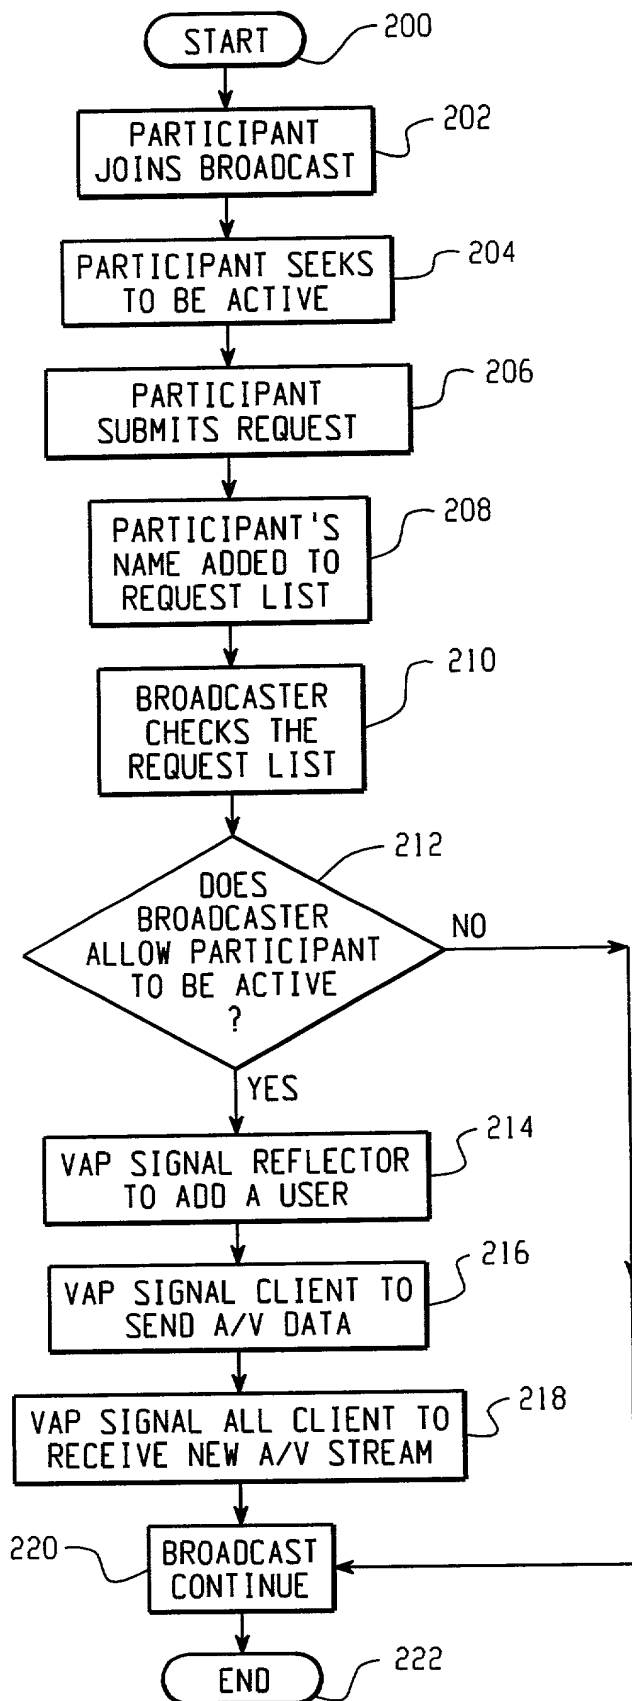 START
200
PARTICIPANT
JOINS BROADCAST
202
PARTICIPANT SEEKS
TO BE ACTIVE
204
PARTICIPANT
SUBMITS REQUEST
206
PARTICIPANT'S
NAME ADDED TO
REQUEST LIST
208
BROADCASTER
CHECKS THE
REQUEST LIST
210
DOES
BROADCASTER
ALLOW PARTICIPANT
TO BE ACTIVE
?
212
NO
YES
VAP SIGNAL REFLECTOR
TO ADD A USER
214
VAP SIGNAL CLIENT TO
SEND A/V DATA
216
VAP SIGNAL ALL CLIENT TO
RECEIVE NEW A/V STREAM
218
BROADCAST
CONTINUE
220
END
222